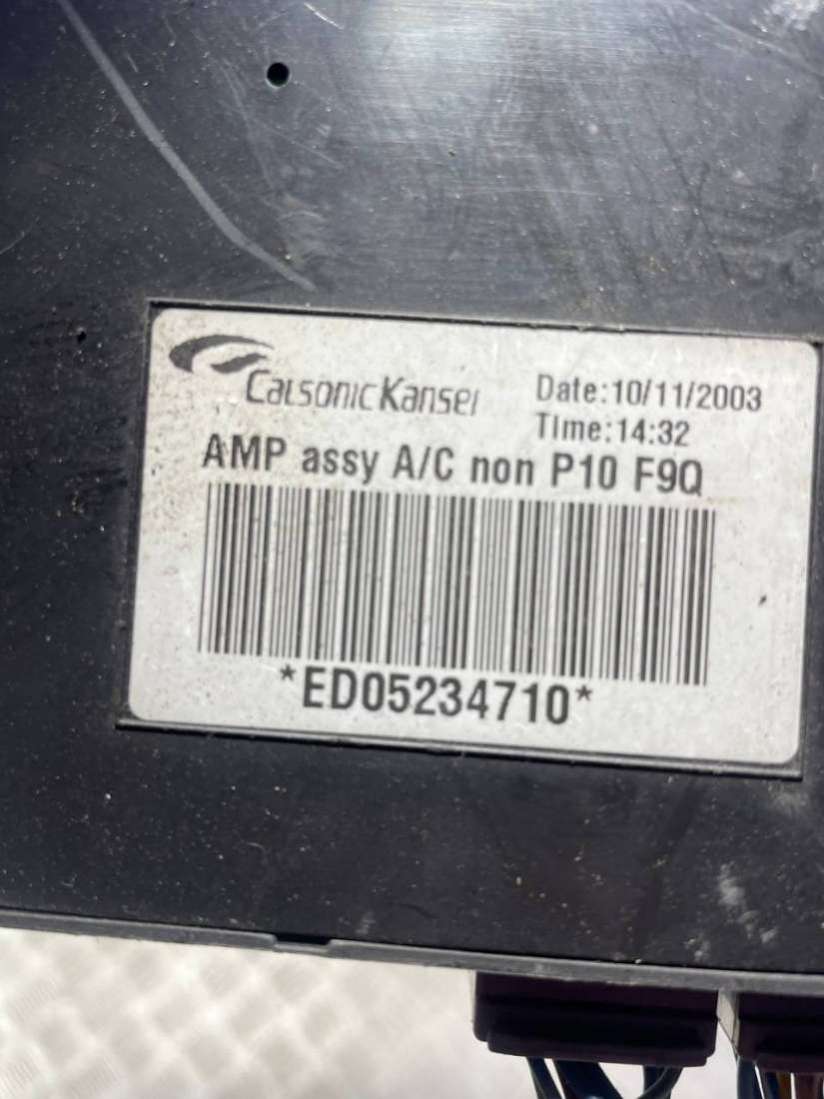 CalsonicKansei
Date:10/11/2003
Time:14:32
AMP assy A/C non P10 F9Q
*ED05234710*